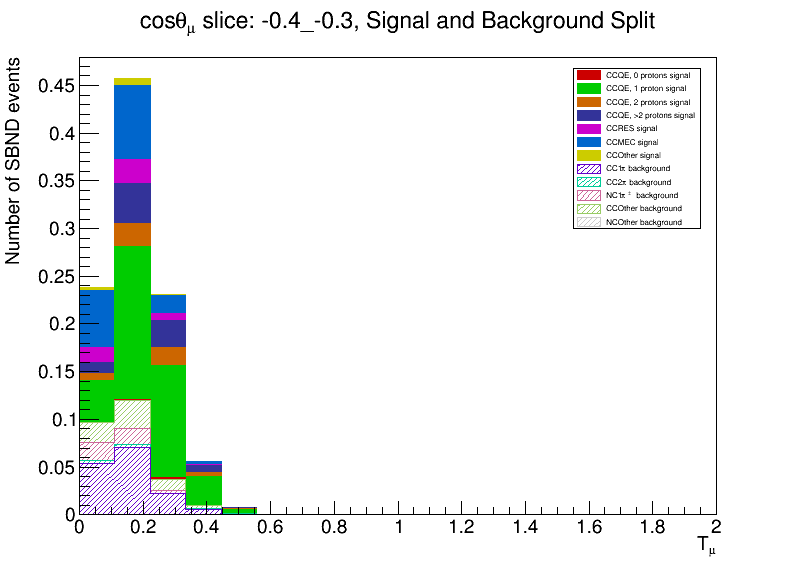 cosθμ slice: -0.4_-0.3, Signal and Background Split
Number of SBND events
0.45
0.4
0.35
0.3
0.25
0.2
0.15
0.1
0.05
0
CCQE, 0 protons signal
CCQE, 1 proton signal
CCQE, 2 protons signal
CCQE, >2 protons signal
CCRES signal
CCMEC signal
CCOther signal
CC1π background
CC2π background
NC1π ± background
CCOther background
NCOther background
0 0.2 0.4 0.6 0.8 1 1.2 1.4 1.6 1.8 2
Tμ